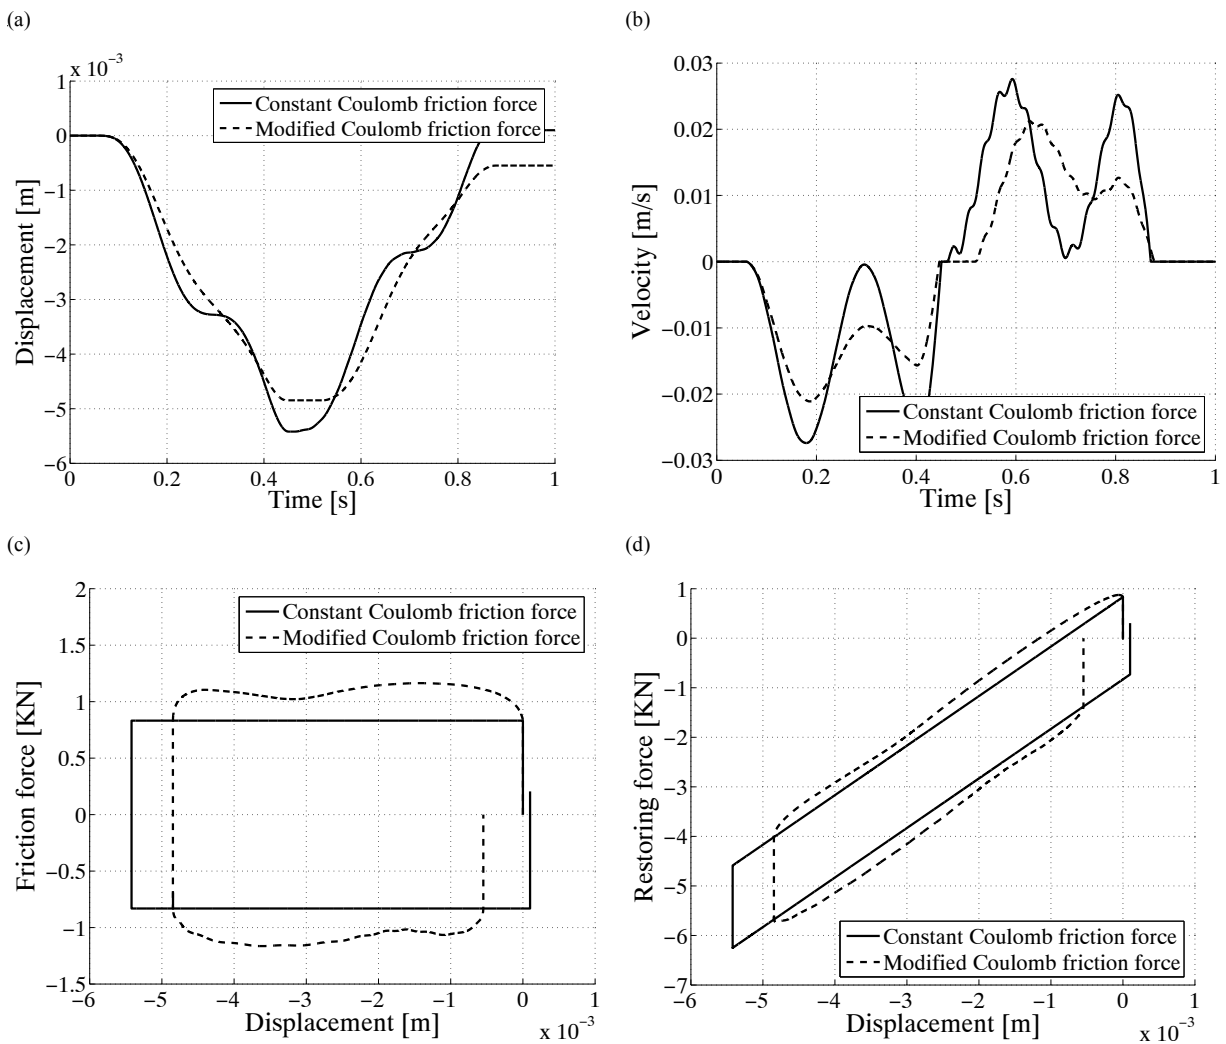 (a)
x 10⁻³
1
0
−1
−2
−3
−4
−5
−6
0
0.2
0.4
0.6
0.8
1
Displacement [m]
Time [s]
Constant Coulomb friction force
Modified Coulomb friction force
(b)
0.03
0.02
0.01
0
−0.01
−0.02
−0.03
0
0.2
0.4
0.6
0.8
1
Velocity [m/s]
Time [s]
Constant Coulomb friction force
Modified Coulomb friction force
(c)
2
1.5
1
0.5
0
−0.5
−1
−1.5
−6
−5
−4
−3
−2
−1
0
1
Friction force [KN]
Displacement [m]
x 10⁻³
Constant Coulomb friction force
Modified Coulomb friction force
(d)
1
0
−1
−2
−3
−4
−5
−6
−7
−6
−5
−4
−3
−2
−1
0
1
Restoring force [KN]
Displacement [m]
x 10⁻³
Constant Coulomb friction force
Modified Coulomb friction force